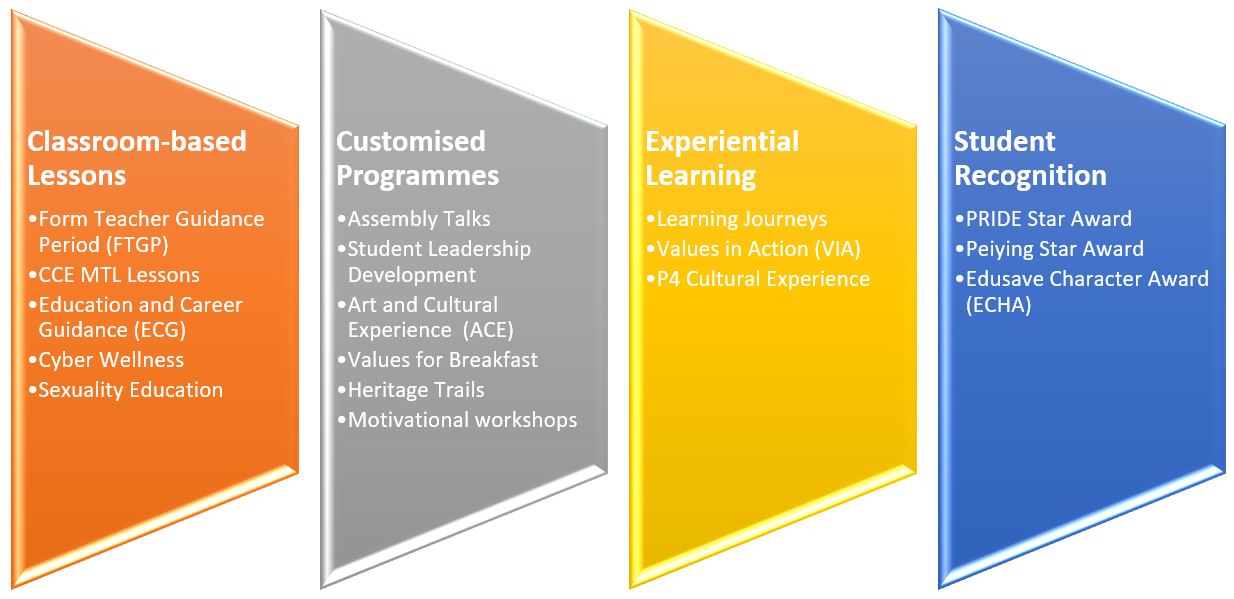 Classroom-based
Lessons
•Form Teacher Guidance
Period (FTGP)
•CCE MTL Lessons
•Education and Career
Guidance (ECG)
•Cyber Wellness
•Sexuality Education
Customised
Programmes
•Assembly Talks
•Student Leadership
Development
•Art and Cultural
Experience  (ACE)
•Values for Breakfast
•Heritage Trails
•Motivational workshops
Experiential
Learning
•Learning Journeys
•Values in Action (VIA)
•P4 Cultural Experience
Student
Recognition
•PRIDE Star Award
•Peiying Star Award
•Edusave Character Award
(ECHA)